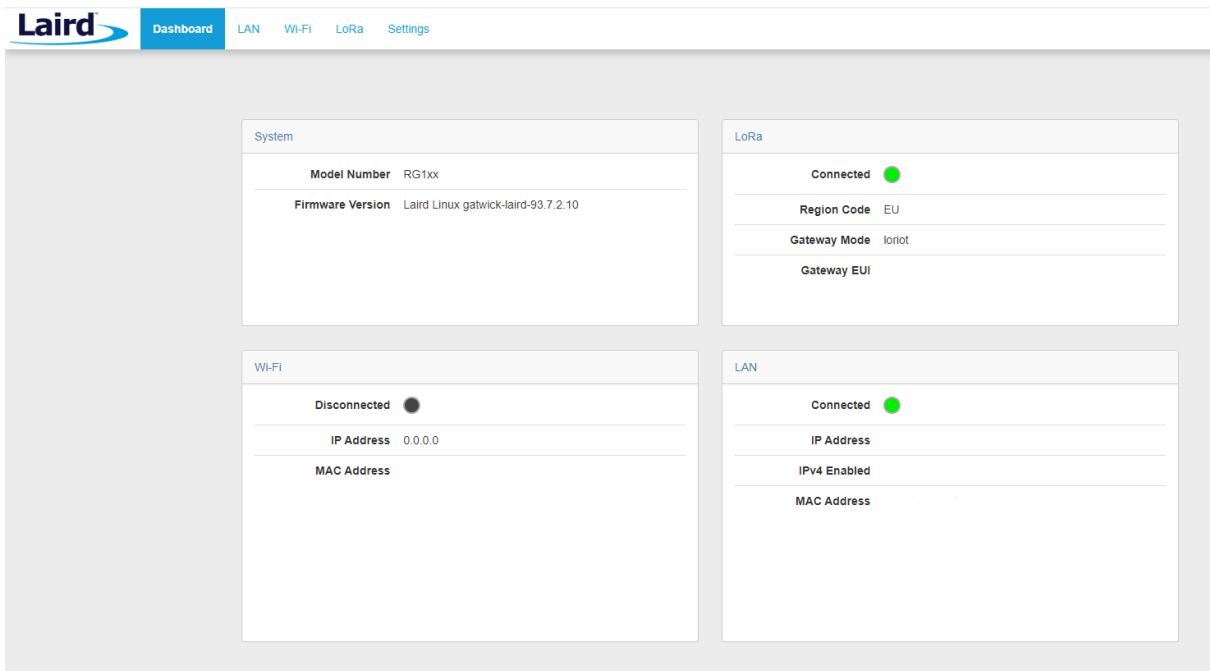 Laird
Dashboard LAN Wi-Fi LoRa Settings
System
Model Number RG1xx
Firmware Version Laird Linux gatwick-laird-93.7.2.10
LoRa
Connected
Region Code EU
Gateway Mode loriot
Gateway EUI
Wi-Fi
Disconnected
IP Address 0.0.0.0
MAC Address
LAN
Connected
IP Address
IPv4 Enabled
MAC Address